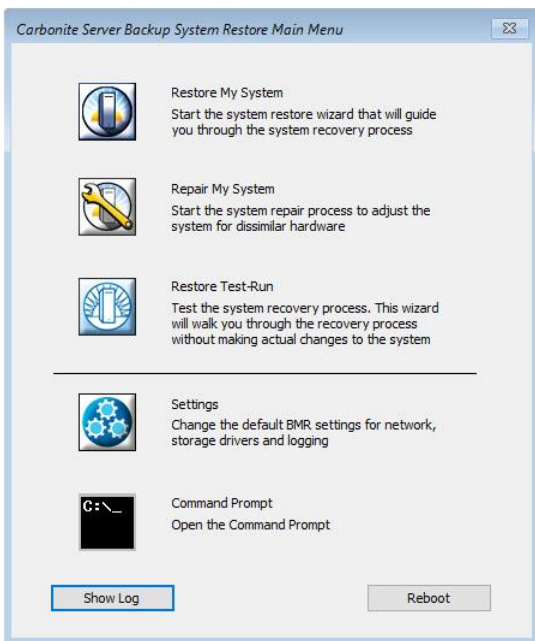 Carbonite Server Backup System Restore Main Menu
Restore My System
Start the system restore wizard that will guide
you through the system recovery process
Repair My System
Start the system repair process to adjust the
system for dissimilar hardware
Restore Test-Run
Test the system recovery process. This wizard
will walk you through the recovery process
without making actual changes to the system
Settings
Change the default BMR settings for network,
storage drivers and logging
C:\_
Command Prompt
Open the Command Prompt
Show Log
Reboot